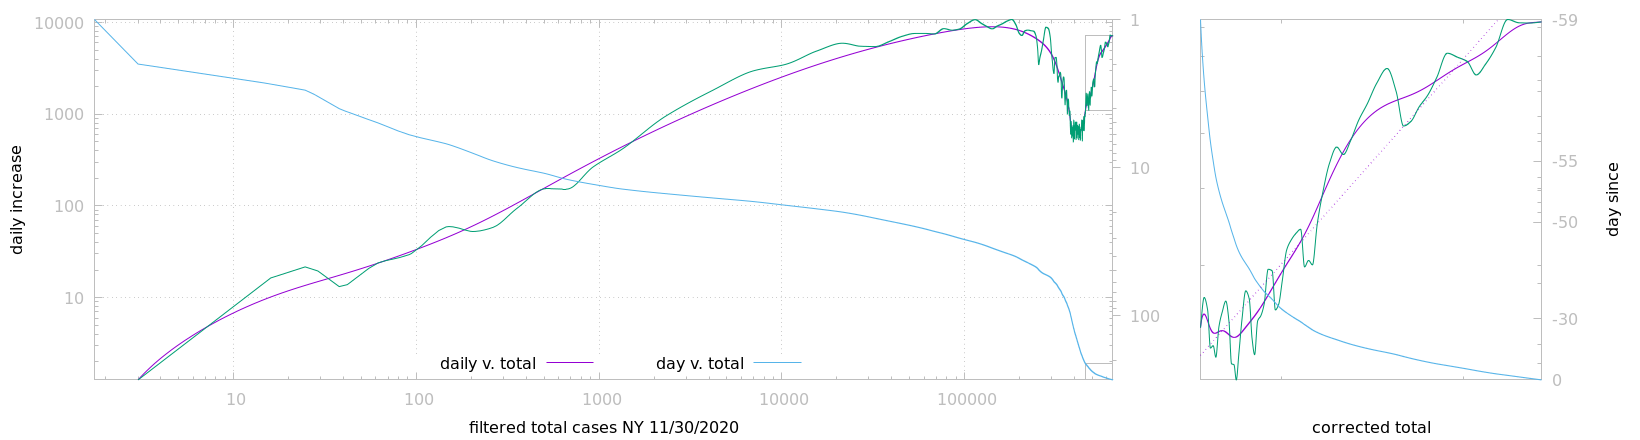 10000
1000
100
10
daily increase
10
100
1000
10000
100000
filtered total cases NY 11/30/2020
daily v. total
day v. total
1
10
100
-59
-55
-50
-30
0
day since
corrected total